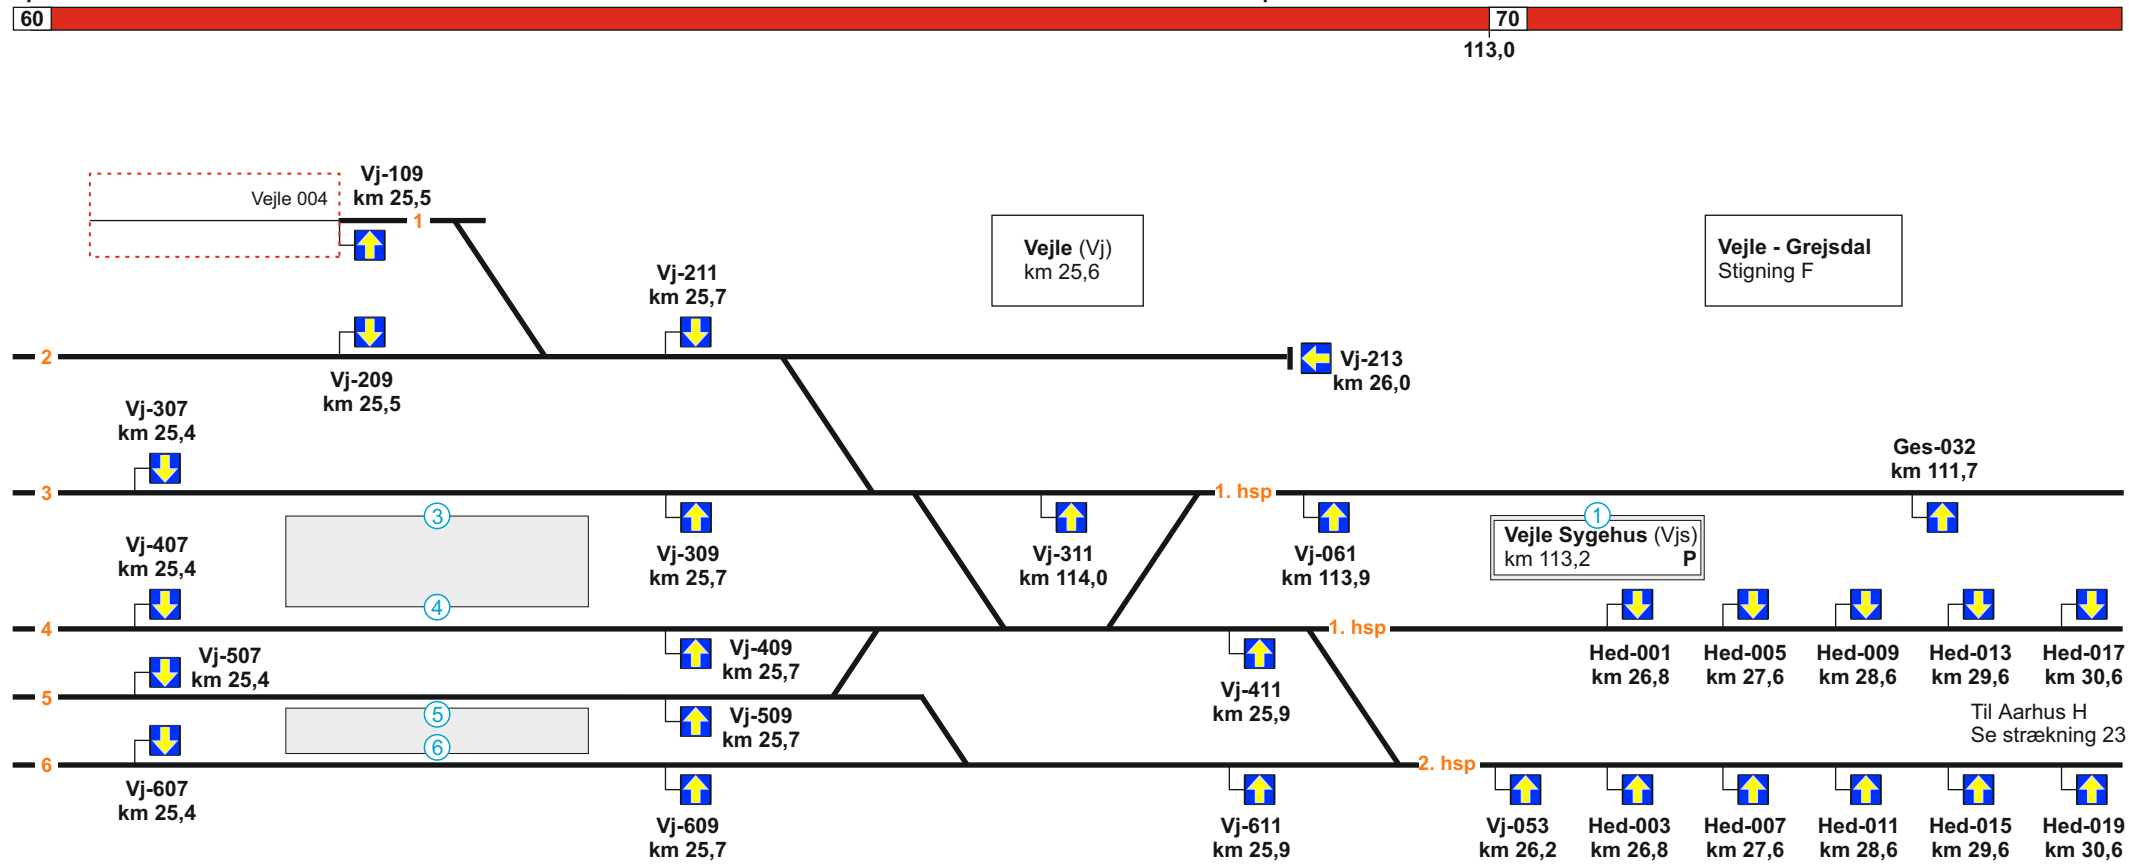 60
70
113,0
Vejle 004
Vj-109
km 25,5
1
Vejle (Vj)
km 25,6
Vejle - Grejsdal
Stigning F
Vj-211
km 25,7
2
Vj-209
km 25,5
Vj-213
km 26,0
Vj-307
km 25,4
Ges-032
km 111,7
3
1. hsp
3
Vj-309
km 25,7
Vj-311
km 114,0
Vj-061
km 113,9
1
Vejle Sygehus (Vjs)
km 113,2 P
Vj-407
km 25,4
4
4
1. hsp
Vj-409
km 25,7
Vj-411
km 25,9
Hed-001
km 26,8
Hed-005
km 27,6
Hed-009
km 28,6
Hed-013
km 29,6
Hed-017
km 30,6
Vj-507
km 25,4
5
5
6
Vj-509
km 25,7
Til Aarhus H
Se strækning 23
6
2. hsp
Vj-607
km 25,4
Vj-609
km 25,7
Vj-611
km 25,9
Vj-053
km 26,2
Hed-003
km 26,8
Hed-007
km 27,6
Hed-011
km 28,6
Hed-015
km 29,6
Hed-019
km 30,6